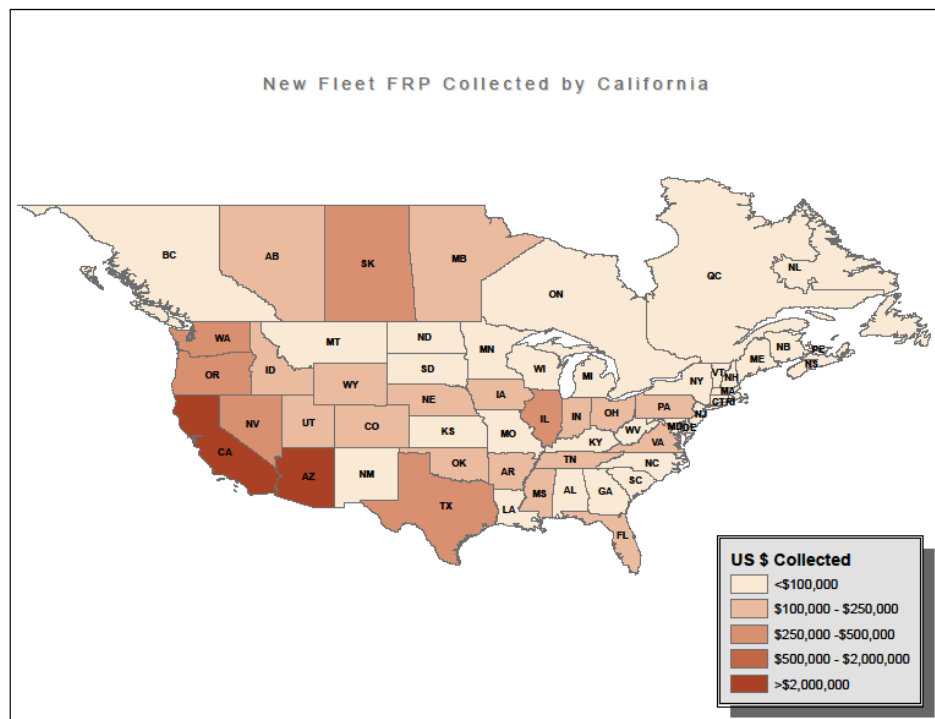 New Fleet FRP Collected by California
BC
AB
SK
MB
ON
QC
NL
WA
MT
ND
MN
WI
MI
NY
VT
NH
ME
NB
PE
NS
MA
CT
RI
OR
ID
WY
SD
IA
NE
IL
IN
OH
PA
NJ
MD
DE
WV
VA
NV
UT
CO
KS
MO
KY
CA
AZ
NM
OK
AR
TN
NC
SC
TX
LA
MS
AL
GA
FL
US $ Collected
<$100,000
$100,000 - $250,000
$250,000 -$500,000
$500,000 - $2,000,000
>$2,000,000